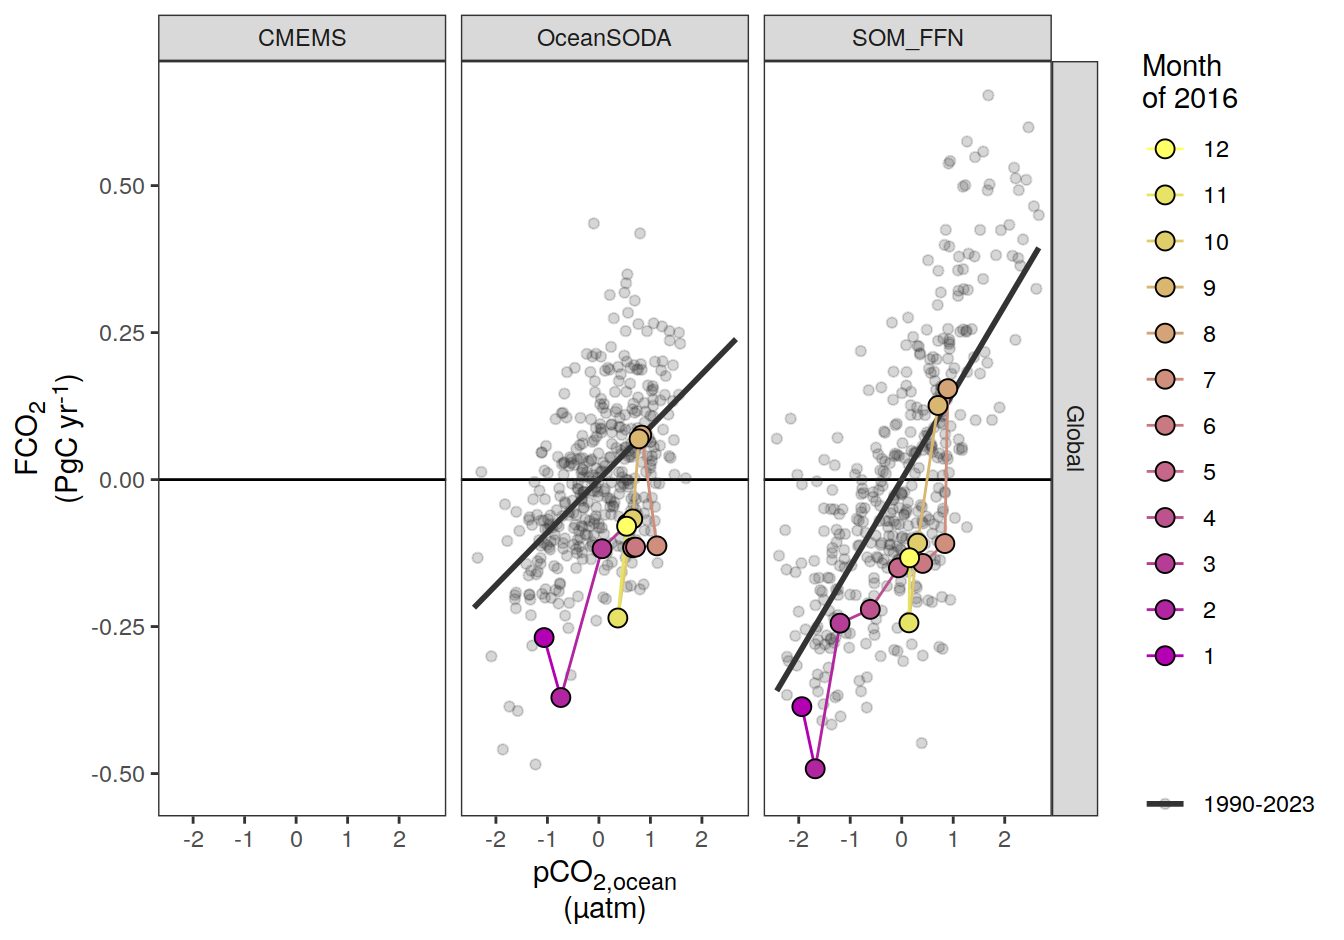 CMEMS
OceanSODA
SOM_FFN
Global
FCO₂
(PgC yr⁻¹)
0.50
0.25
0.00
-0.25
-0.50
-2 -1 0 1 2
-2 -1 0 1 2
-2 -1 0 1 2
pCO₂,ocean
(µatm)
Month
of 2016
12
11
10
9
8
7
6
5
4
3
2
1
1990-2023